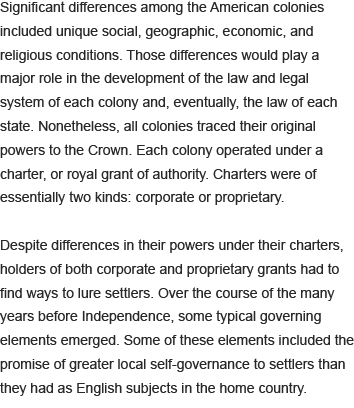 Significant differences among the American colonies
included unique social, geographic, economic, and
religious conditions. Those differences would play a
major role in the development of the law and legal
system of each colony and, eventually, the law of each
state. Nonetheless, all colonies traced their original
powers to the Crown. Each colony operated under a
charter, or royal grant of authority. Charters were of
essentially two kinds: corporate or proprietary.

Despite differences in their powers under their charters,
holders of both corporate and proprietary grants had to
find ways to lure settlers. Over the course of the many
years before Independence, some typical governing
elements emerged. Some of these elements included the
promise of greater local self-governance to settlers than
they had as English subjects in the home country.